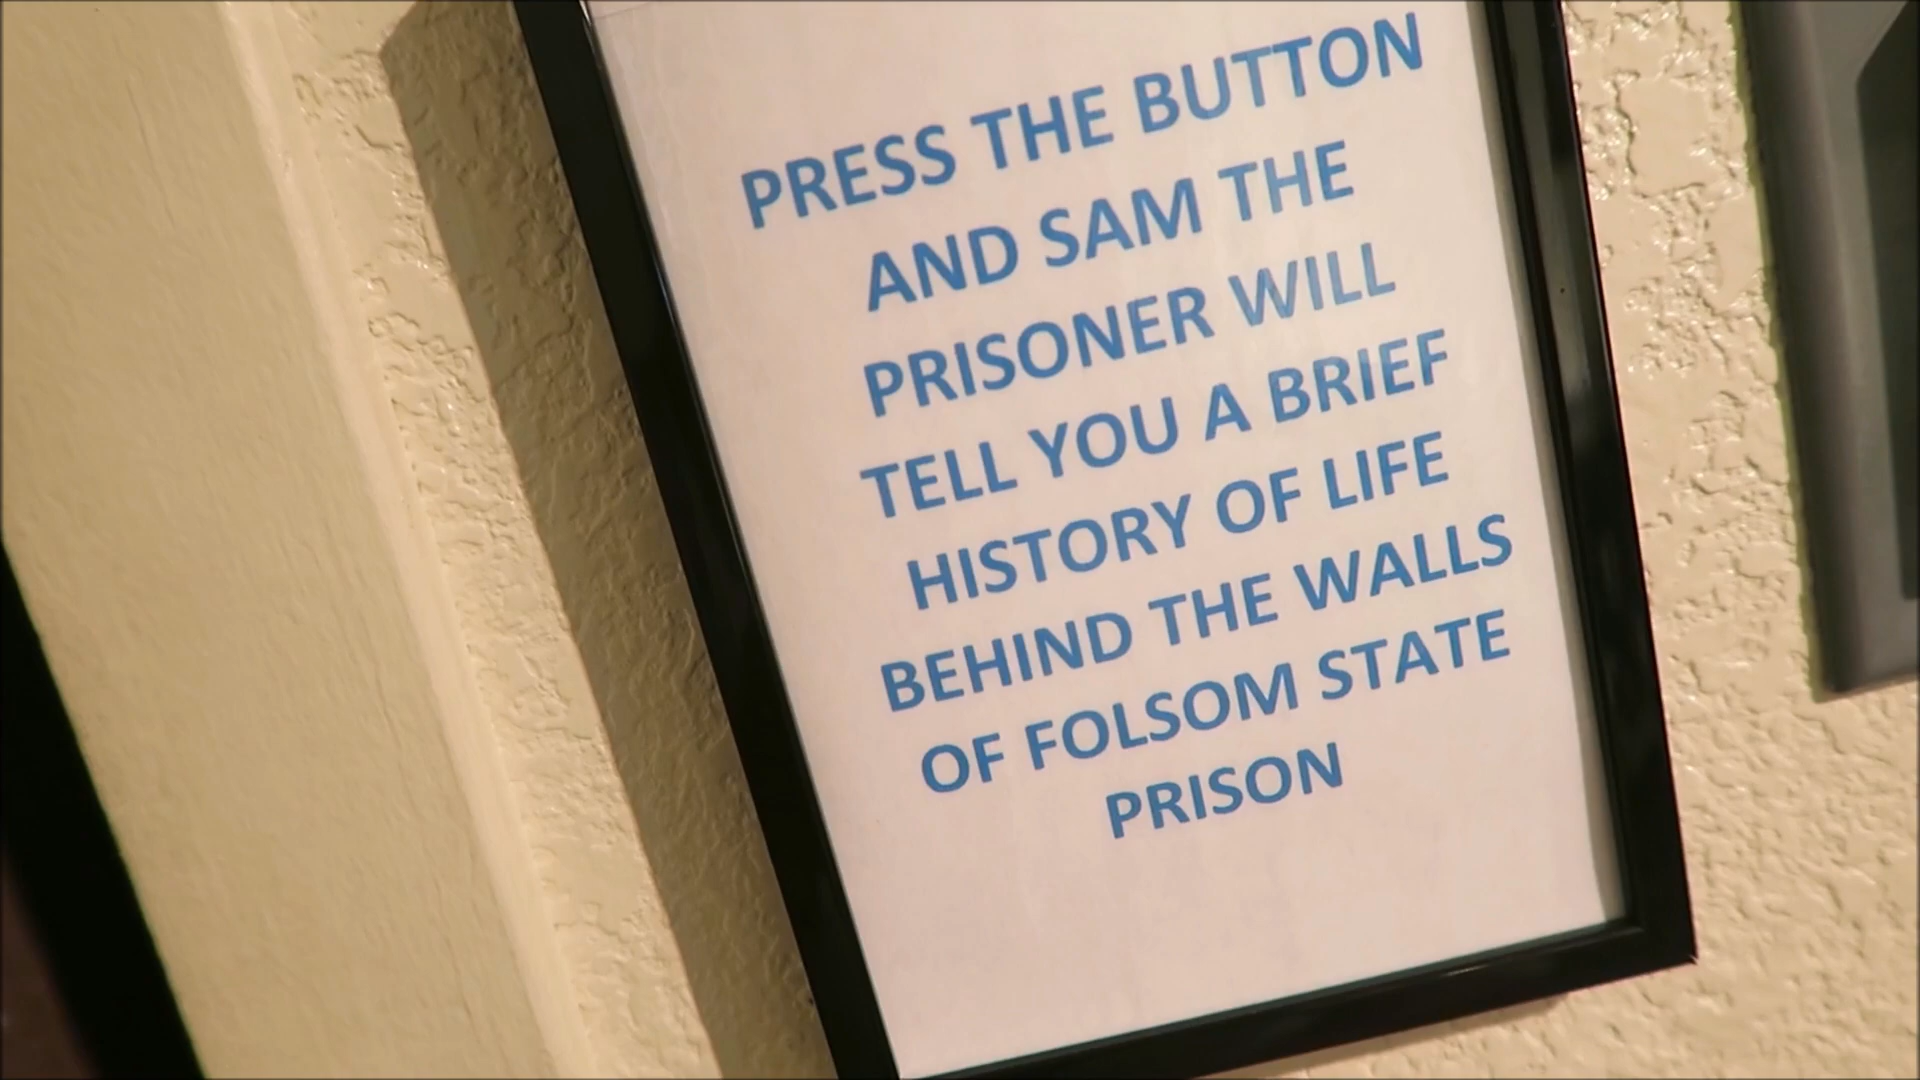 PRESS THE BUTTON
AND SAM THE
PRISONER WILL
TELL YOU A BRIEF
HISTORY OF LIFE
BEHIND THE WALLS
OF FOLSOM STATE
PRISON